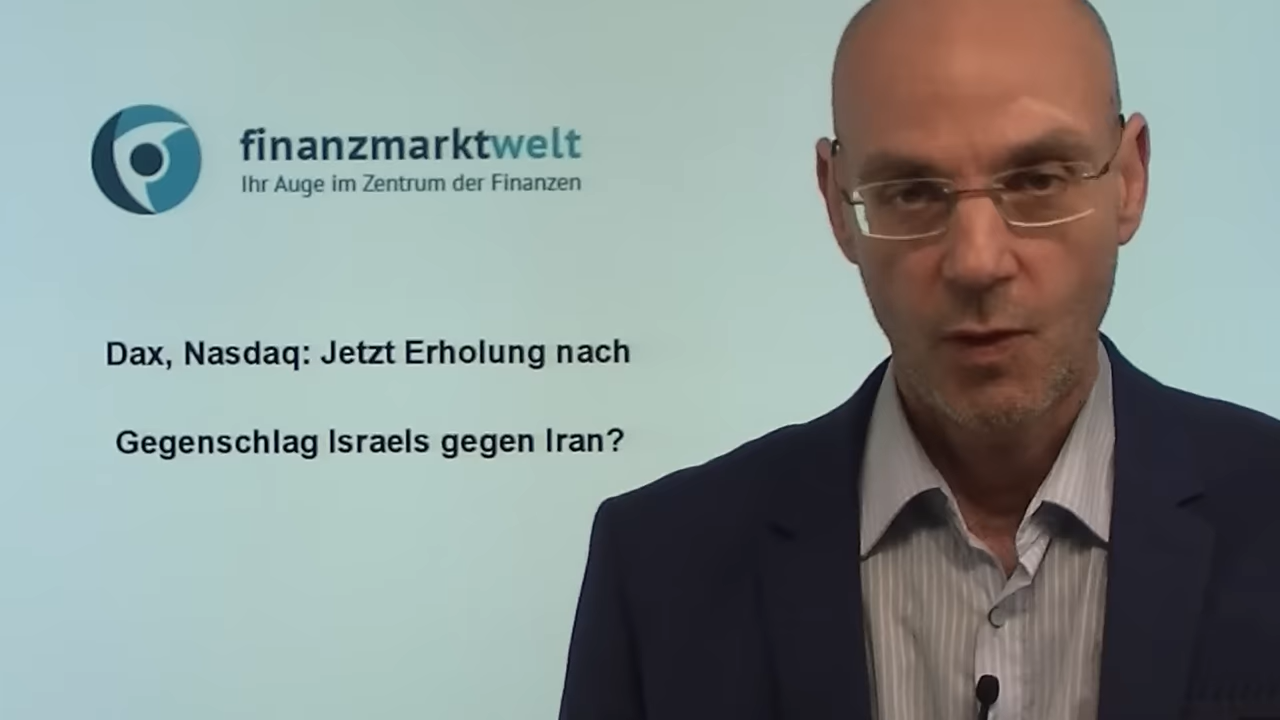 finanzmarktwelt
Ihr Auge im Zentrum der Finanzen
Dax, Nasdaq: Jetzt Erholung nach
Gegenschlag Israels gegen Iran?